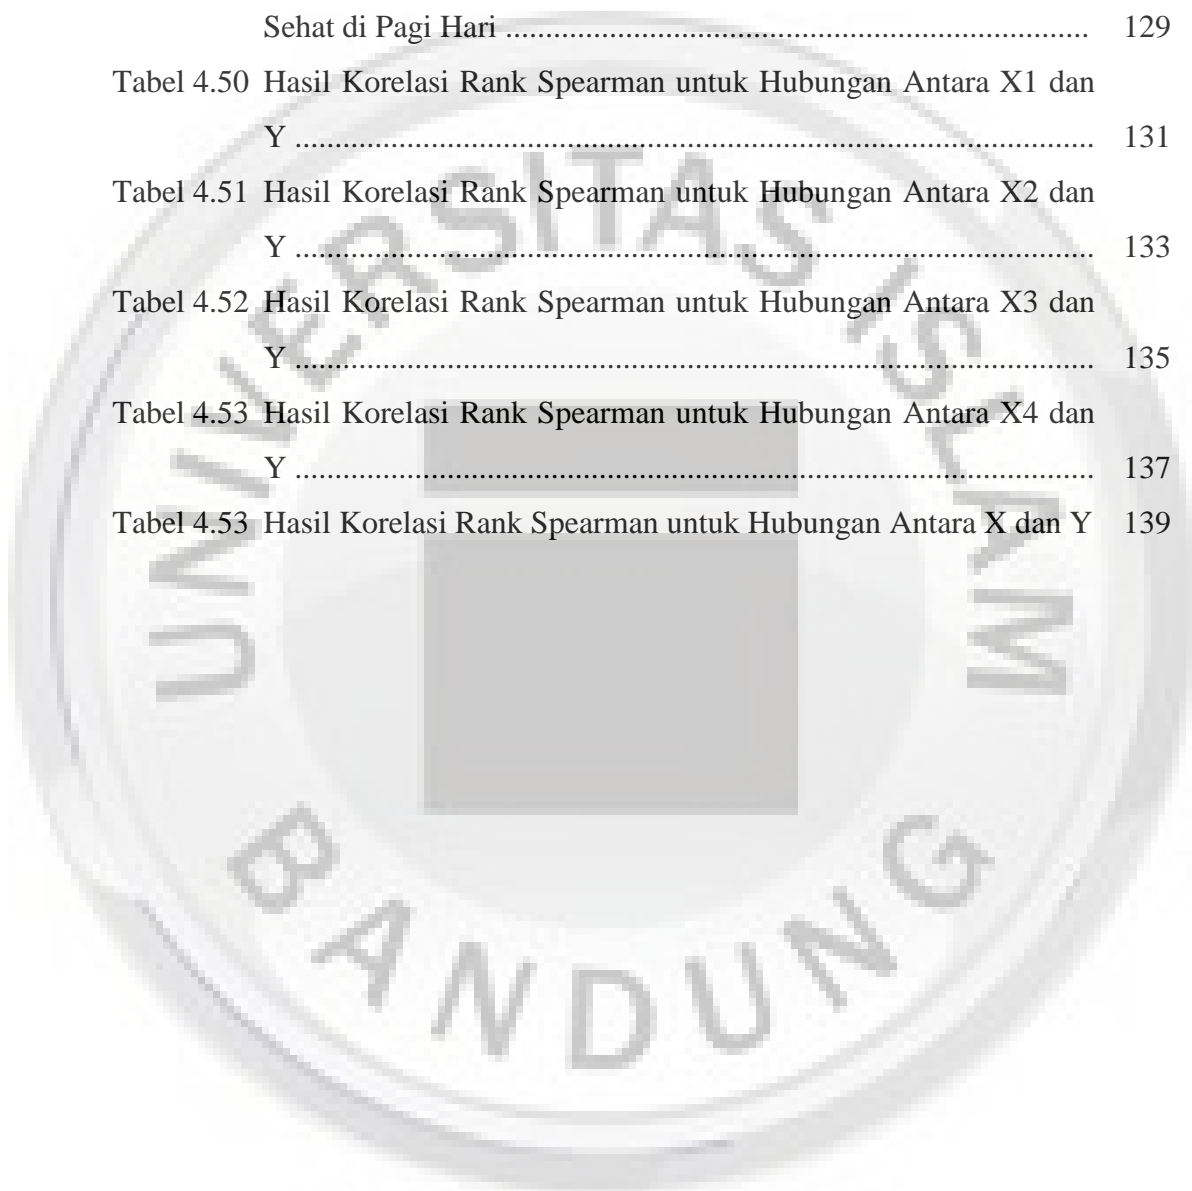 Sehat di Pagi Hari ........................................................................ 129
Tabel 4.50 Hasil Korelasi Rank Spearman untuk Hubungan Antara X1 dan
Y .................................................................................................. 131
Tabel 4.51 Hasil Korelasi Rank Spearman untuk Hubungan Antara X2 dan
Y .................................................................................................. 133
Tabel 4.52 Hasil Korelasi Rank Spearman untuk Hubungan Antara X3 dan
Y .................................................................................................. 135
Tabel 4.53 Hasil Korelasi Rank Spearman untuk Hubungan Antara X4 dan
Y .................................................................................................. 137
Tabel 4.53 Hasil Korelasi Rank Spearman untuk Hubungan Antara X dan Y 139
UNIVERSITAS ISLAM
BANDUNG